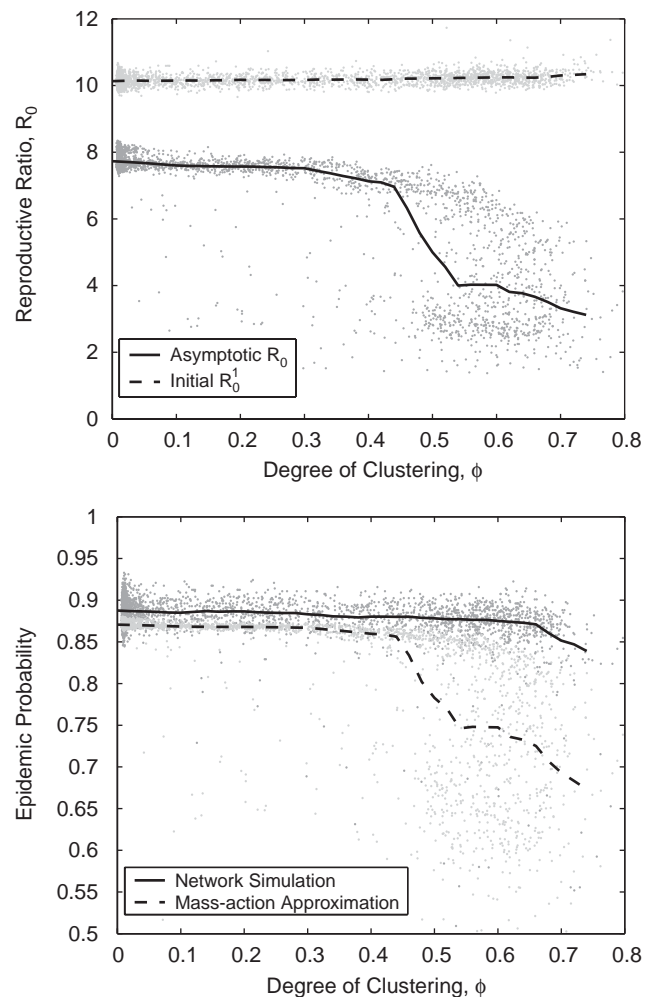 12
10
8
6
4
2
0
Reproductive Ratio, R₀
Asymptotic R₀
Initial R₀¹
0 0.1 0.2 0.3 0.4 0.5 0.6 0.7 0.8
Degree of Clustering, ϕ
1
0.95
0.9
0.85
0.8
0.75
0.7
0.65
0.6
0.55
0.5
Epidemic Probability
Network Simulation
Mass-action Approximation
0 0.1 0.2 0.3 0.4 0.5 0.6 0.7 0.8
Degree of Clustering, ϕ